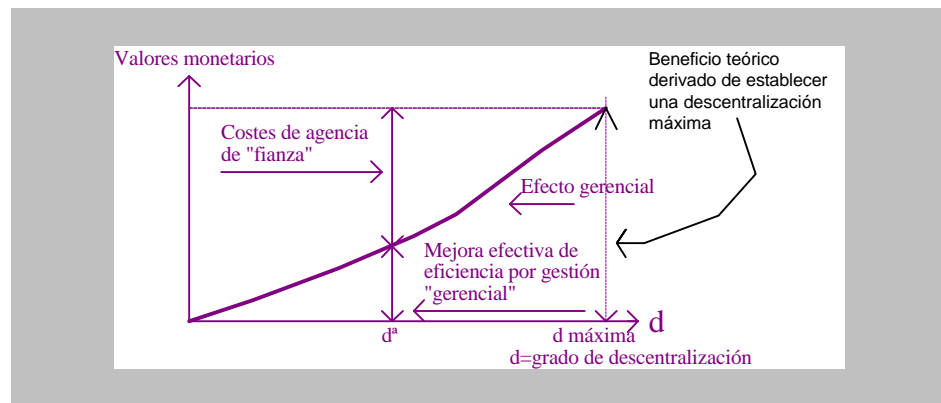 Valores monetarios
Beneficio teórico
derivado de establecer
una descentralización
máxima
Costes de agencia
de "fianza"
Efecto gerencial
Mejora efectiva de
eficiencia por gestión
"gerencial"
dª
d máxima
d
d=grado de descentralización